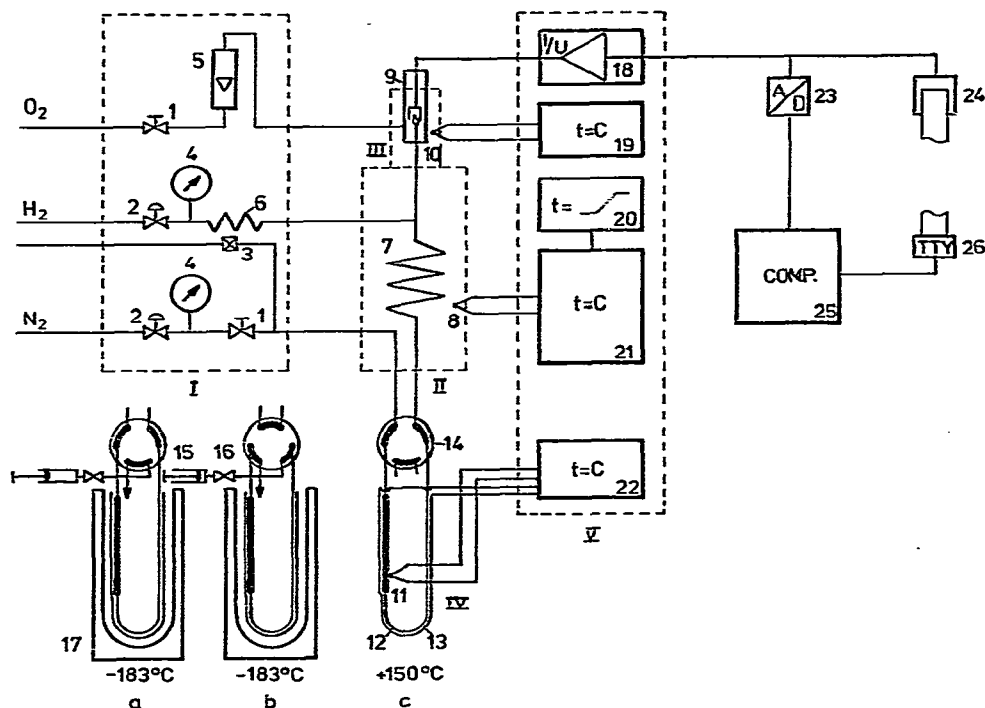 5
O₂
1
4
H₂
2
6
3
4
N₂
2
1
I
9
III
10
7
8
II
14
I/U
18
t=C
19
t=
20
t=C
21
t=C
22
V
A/D
23
24
COMP.
25
TTY
26
15
16
17
11
12
13
IV
-183°C
-183°C
+150°C
a
b
c